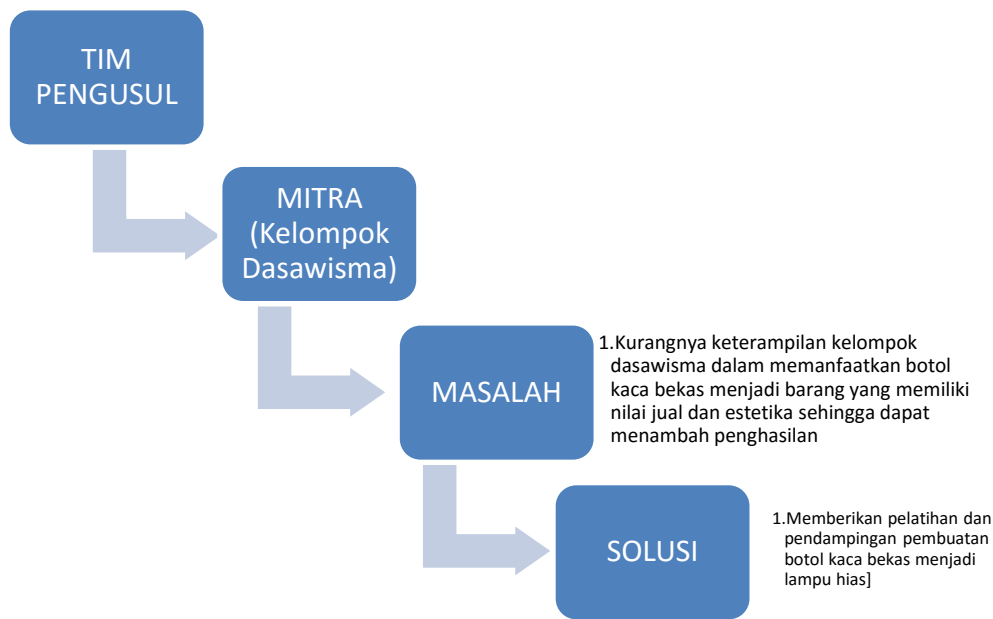 TIM
PENGUSUL
MITRA
(Kelompok
Dasawisma)
MASALAH
1.Kurangnya keterampilan kelompok
dasawisma dalam memanfaatkan botol
kaca bekas menjadi barang yang memiliki
nilai jual dan estetika sehingga dapat
menambah penghasilan
SOLUSI
1.Memberikan pelatihan dan
pendampingan pembuatan
botol kaca bekas menjadi
lampu hias]